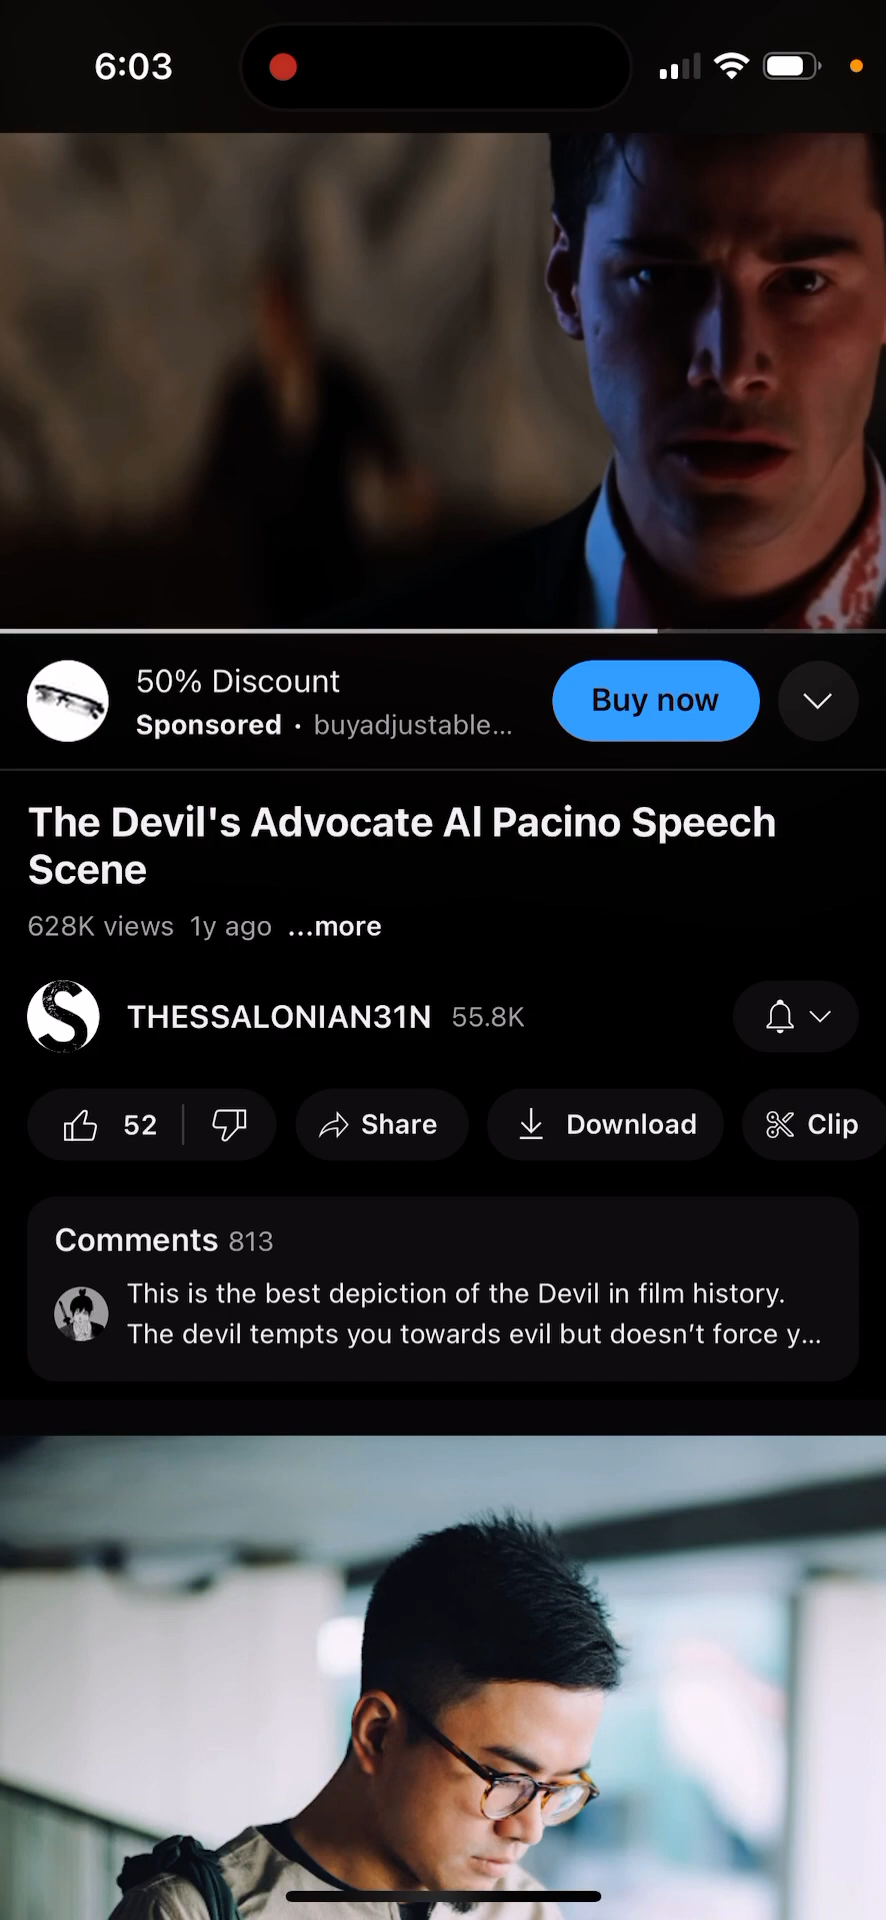 6:03
50% Discount
Buy now
Sponsored · buyadjustable...
The Devil's Advocate Al Pacino Speech
Scene
628K views 1y ago ...more
THESSALONIAN31N 55.8K
52 Share Download Clip
Comments 813
This is the best depiction of the Devil in film history.
The devil tempts you towards evil but doesn’t force y...